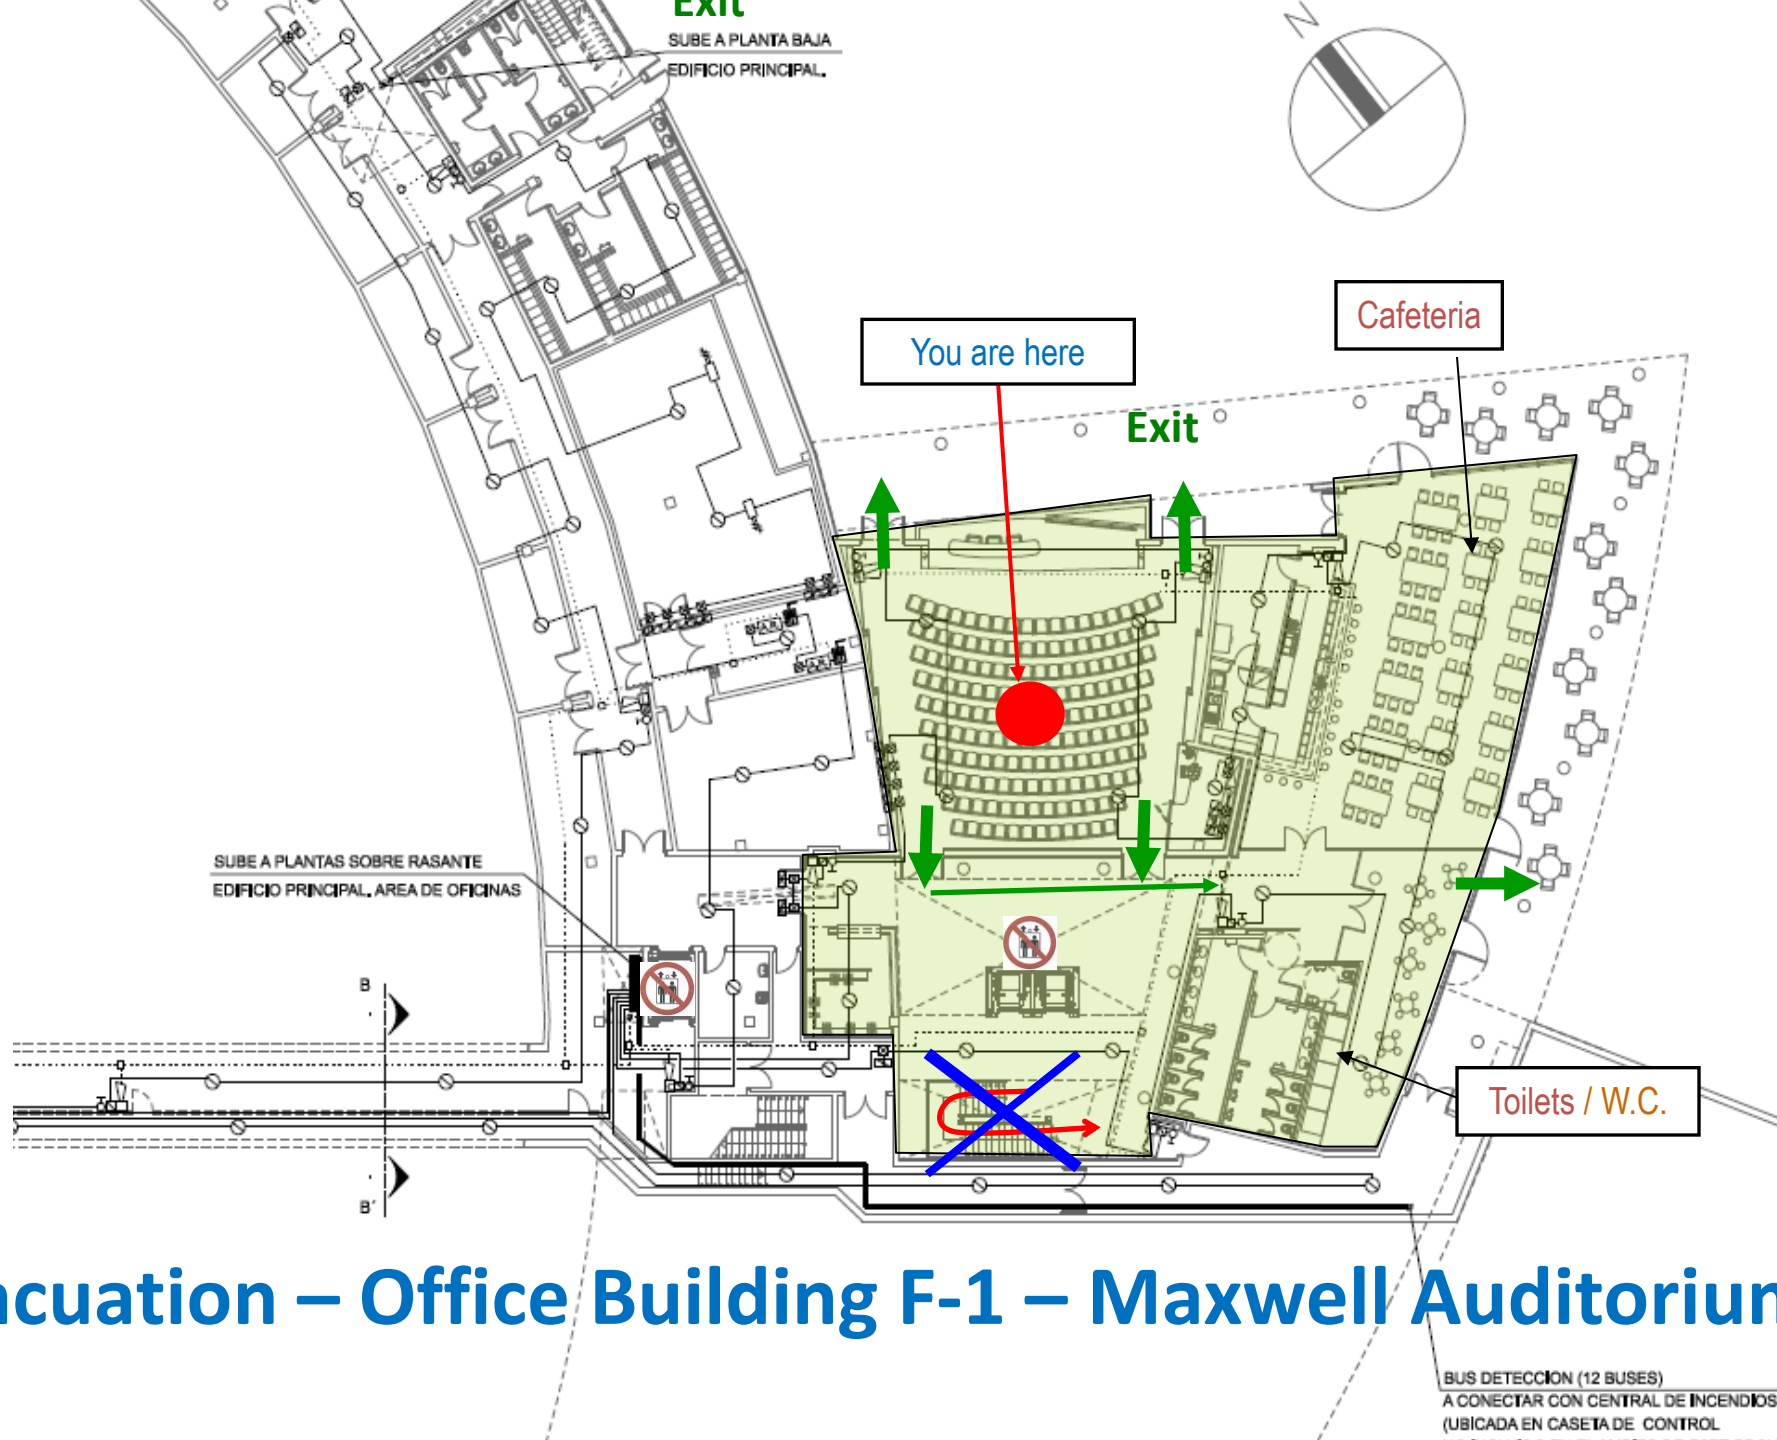 Exit
SUBE A PLANTA BAJA
EDIFICIO PRINCIPAL.
N
Cafeteria
You are here
Exit
SUBE A PLANTAS SOBRE RASANTE
EDIFICIO PRINCIPAL. AREA DE OFICINAS
B
Toilets / W.C.
B'
acuation – Office Building F-1 – Maxwell Auditorium
BUS DETECCION (12 BUSES)
A CONECTAR CON CENTRAL DE INCENDIOS
(UBICADA EN CASETA DE CONTROL